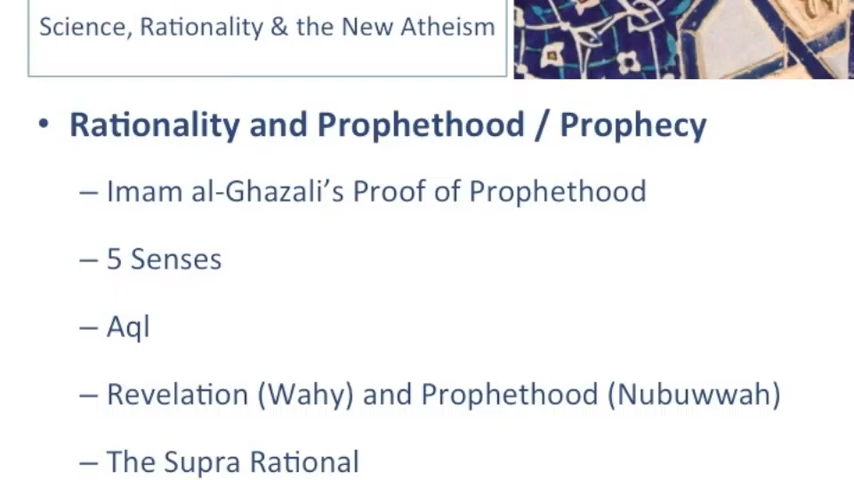 Science, Rationality & the New Atheism
• Rationality and Prophethood / Prophecy
– Imam al-Ghazali’s Proof of Prophethood
– 5 Senses
– Aql
– Revelation (Wahy) and Prophethood (Nubuwwah)
– The Supra Rational